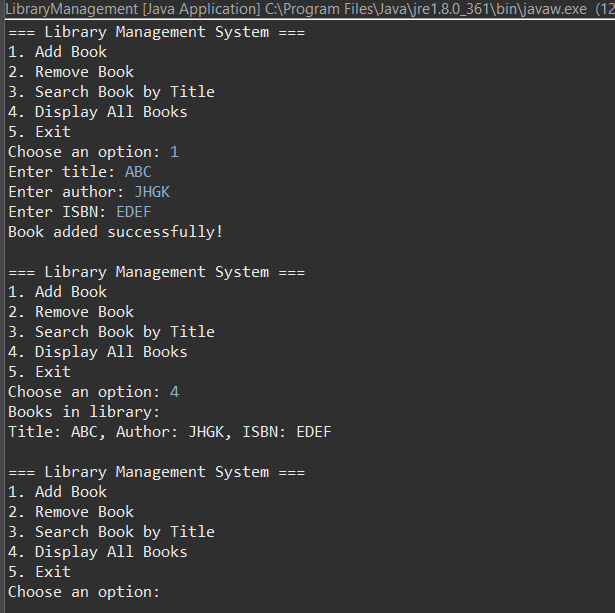 LibraryManagement [Java Application] C:\Program Files\Java\jre1.8.0_361\bin\javaw.exe (12
=== Library Management System ===
1. Add Book
2. Remove Book
3. Search Book by Title
4. Display All Books
5. Exit
Choose an option: 1
Enter title: ABC
Enter author: JHGK
Enter ISBN: EDEF
Book added successfully!

=== Library Management System ===
1. Add Book
2. Remove Book
3. Search Book by Title
4. Display All Books
5. Exit
Choose an option: 4
Books in library:
Title: ABC, Author: JHGK, ISBN: EDEF

=== Library Management System ===
1. Add Book
2. Remove Book
3. Search Book by Title
4. Display All Books
5. Exit
Choose an option: